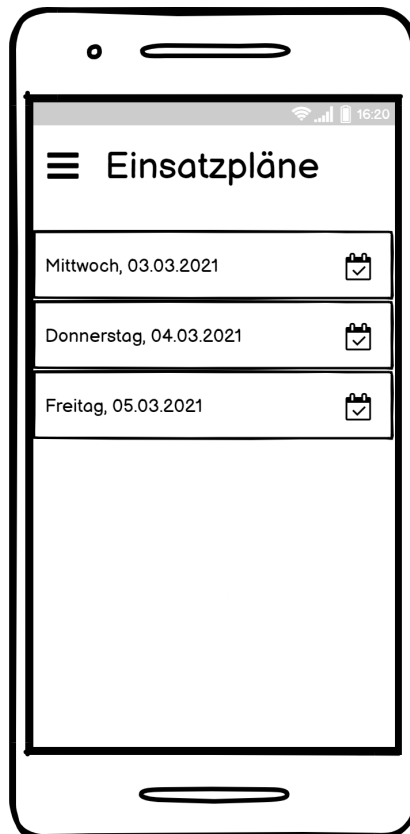 16:20
Einsatzpläne
Mittwoch, 03.03.2021
Donnerstag, 04.03.2021
Freitag, 05.03.2021